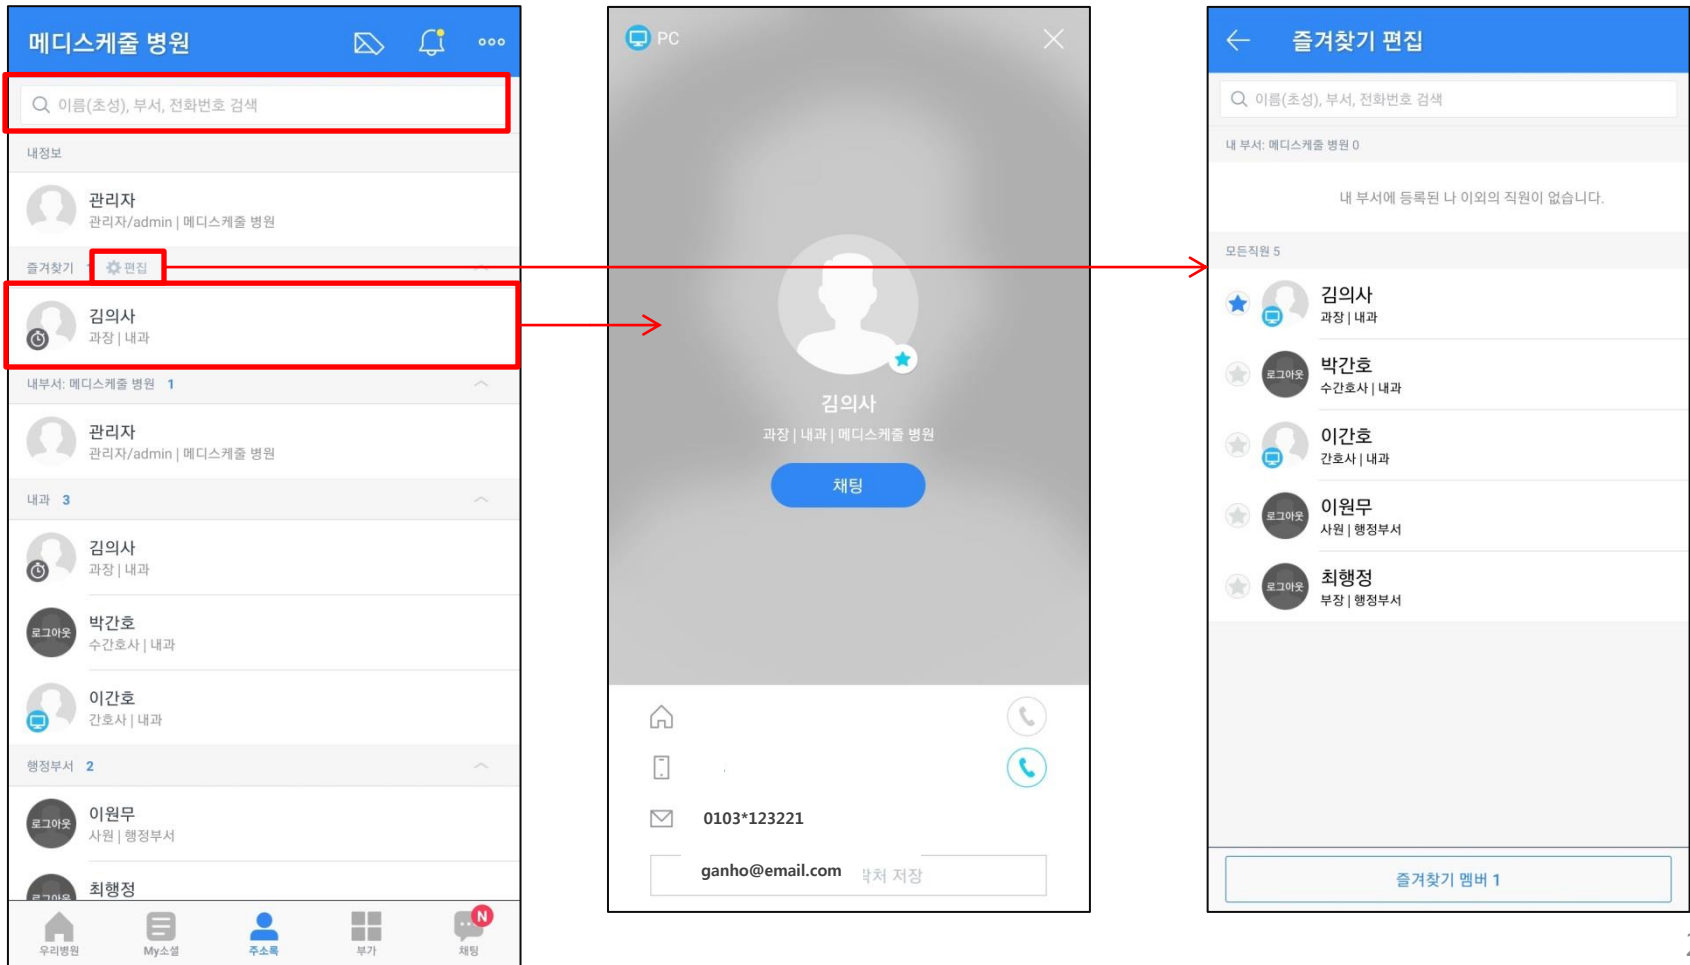 메디스케줄 병원
이름(초성), 부서, 전화번호 검색
내정보
관리자
관리자/admin | 메디스케줄 병원
즐겨찾기 편집
김의사
과장 | 내과
내부서: 메디스케줄 병원 1
관리자
관리자/admin | 메디스케줄 병원
내과 3
김의사
과장 | 내과
로그아웃
박간호
수간호사 | 내과
이간호
간호사 | 내과
행정부서 2
로그아웃
이원무
사원 | 행정부서
최행정
N
우리병원 My소셜 주소록 부가 채팅
PC
김의사
과장 | 내과 | 메디스케줄 병원
채팅
0103*123221
ganho@email.com
저장
즐겨찾기 편집
이름(초성), 부서, 전화번호 검색
내 부서: 메디스케줄 병원 0
내 부서에 등록된 나 이외의 직원이 없습니다.
모든직원 5
김의사
과장 | 내과
로그아웃
박간호
수간호사 | 내과
이간호
간호사 | 내과
로그아웃
이원무
사원 | 행정부서
로그아웃
최행정
부장 | 행정부서
즐겨찾기 멤버 1